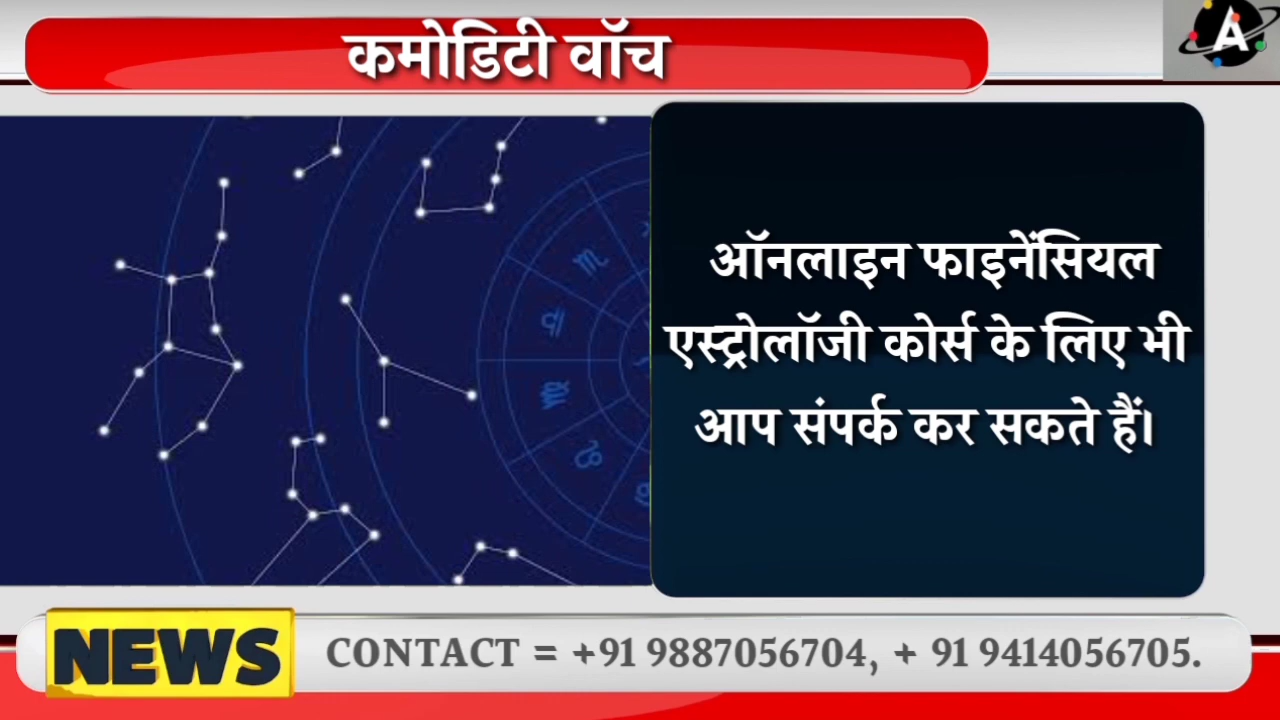 कमोडिटी वॉच
A
ऑनलाइन फाइनेंसियल
एस्ट्रोलॉजी कोर्स के लिए भी
आप संपर्क कर सकते हैं।
NEWS
CONTACT = +91 9887056704, + 91 9414056705.